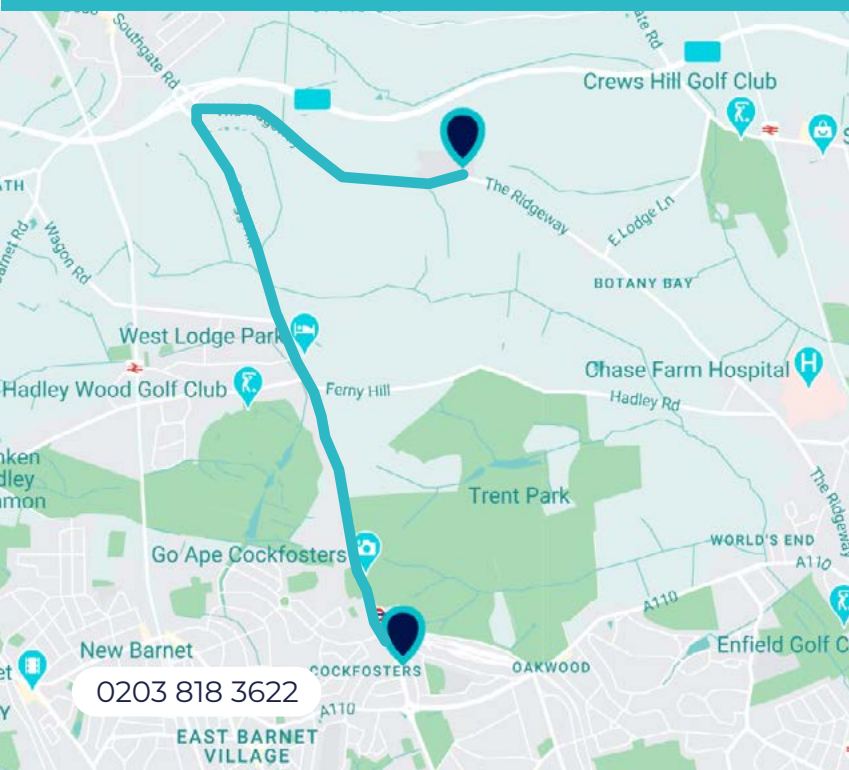 Southgate Rd
Crews Hill Golf Club
The Ridgeway
E Lodge Ln
Wagon Rd
BOTANY BAY
West Lodge Park
Chase Farm Hospital
Hadley Wood Golf Club
Ferny Hill
Hadley Rd
Trent Park
The Ridgeway
WORLD'S END
A110
Go Ape Cockfosters
A110
New Barnet
Enfield Golf C
COCKFOSTERS
OAKWOOD
0203 818 3622
A110
EAST BARNET
VILLAGE